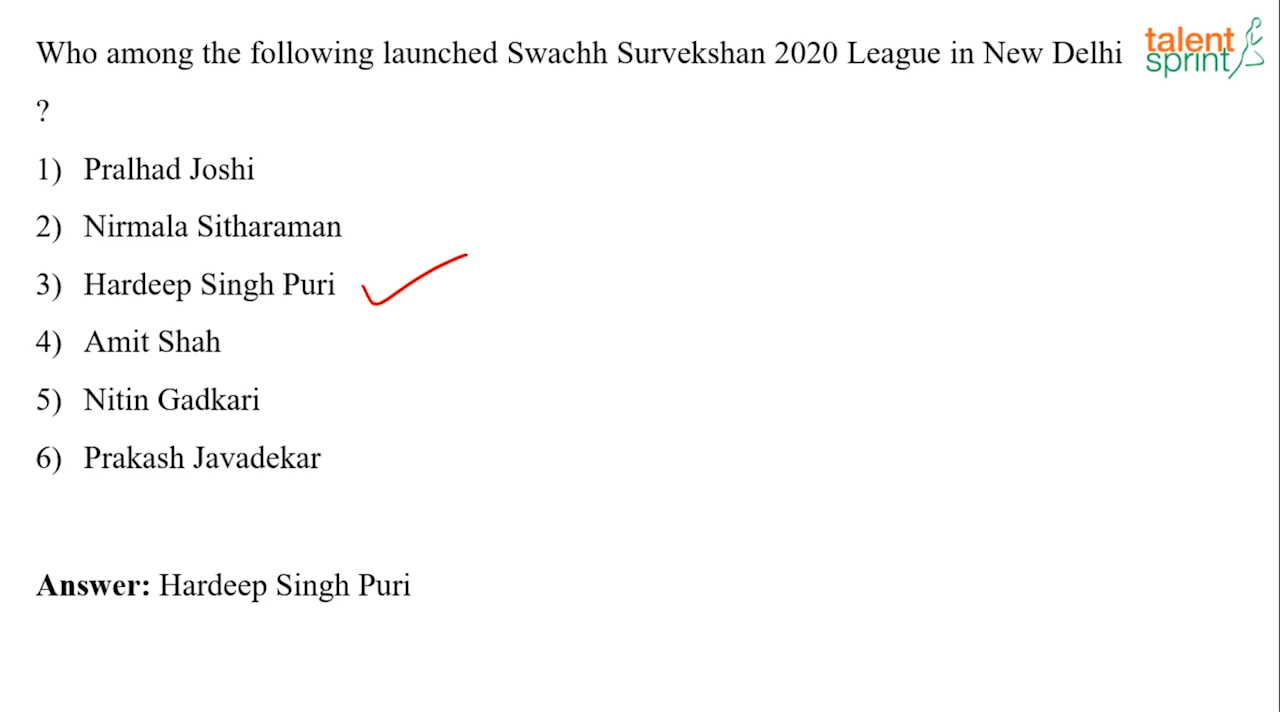 Who among the following launched Swachh Survekshan 2020 League in New Delhi
?
talent
sprint
1) Pralhad Joshi
2) Nirmala Sitharaman
3) Hardeep Singh Puri
4) Amit Shah
5) Nitin Gadkari
6) Prakash Javadekar
Answer: Hardeep Singh Puri